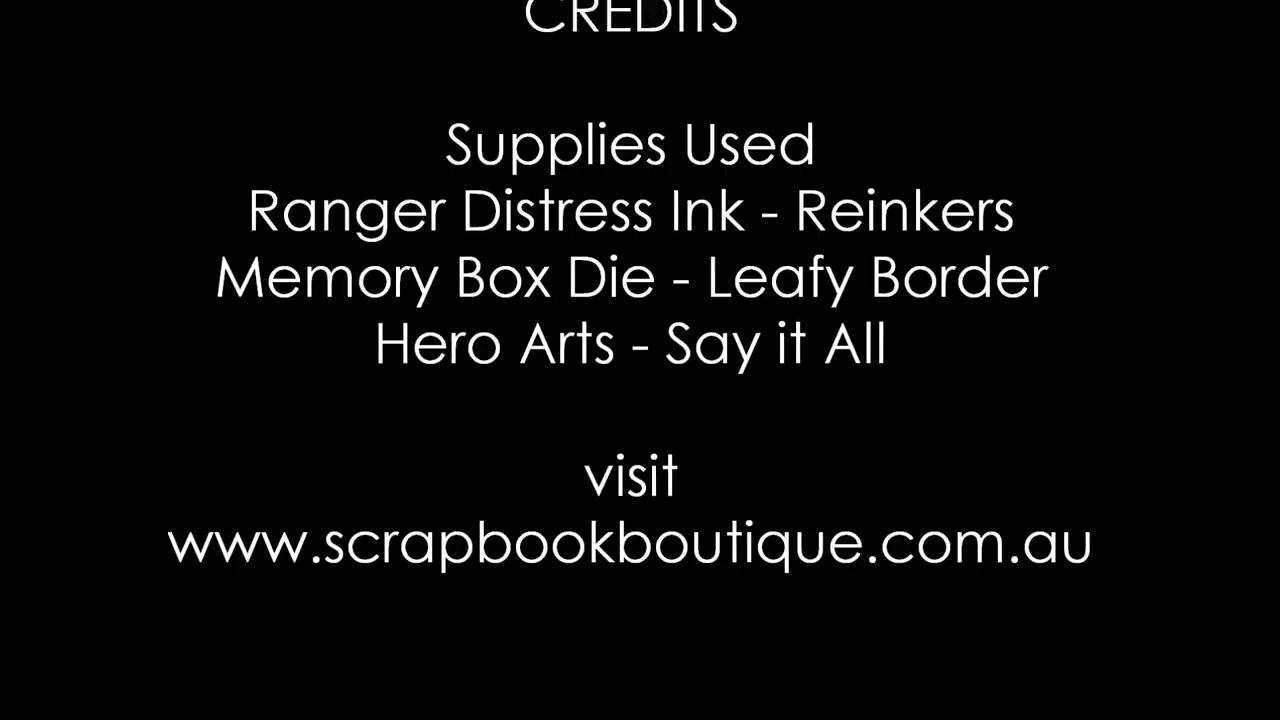 CREDITS
Supplies Used
Ranger Distress Ink - Reinkers
Memory Box Die - Leafy Border
Hero Arts - Say it All
visit
www.scrapbookboutique.com.au